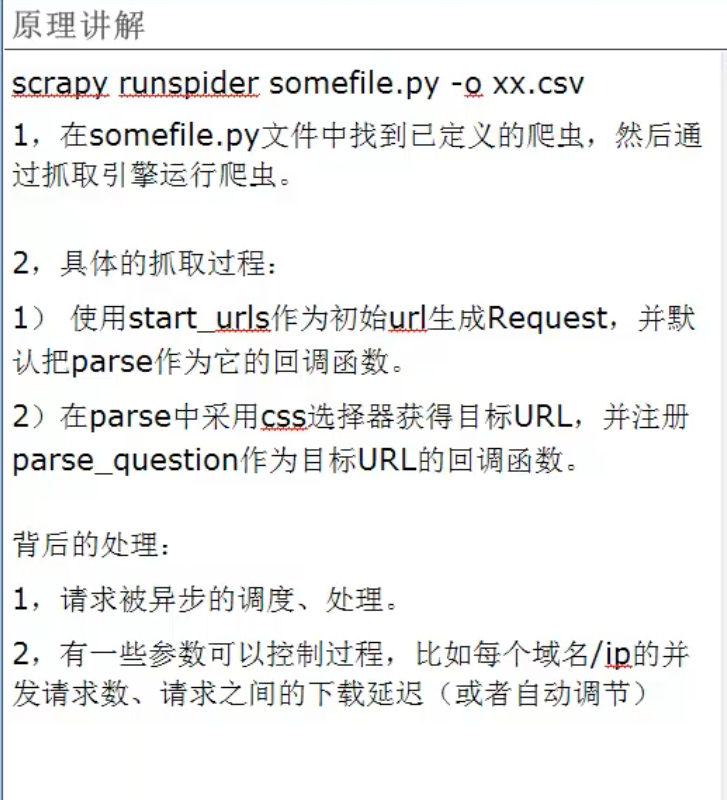 原理讲解
scrapy runspider somefile.py -o xx.csv
1，在somefile.py文件中找到已定义的爬虫，然后通
过抓取引擎运行爬虫。
2，具体的抓取过程：
1） 使用start_urls作为初始url生成Request，并默
认把parse作为它的回调函数。
2）在parse中采用css选择器获得目标URL，并注册
parse_question作为目标URL的回调函数。
背后的处理：
1，请求被异步的调度、处理。
2，有一些参数可以控制过程，比如每个域名/ip的并
发请求数、请求之间的下载延迟（或者自动调节）